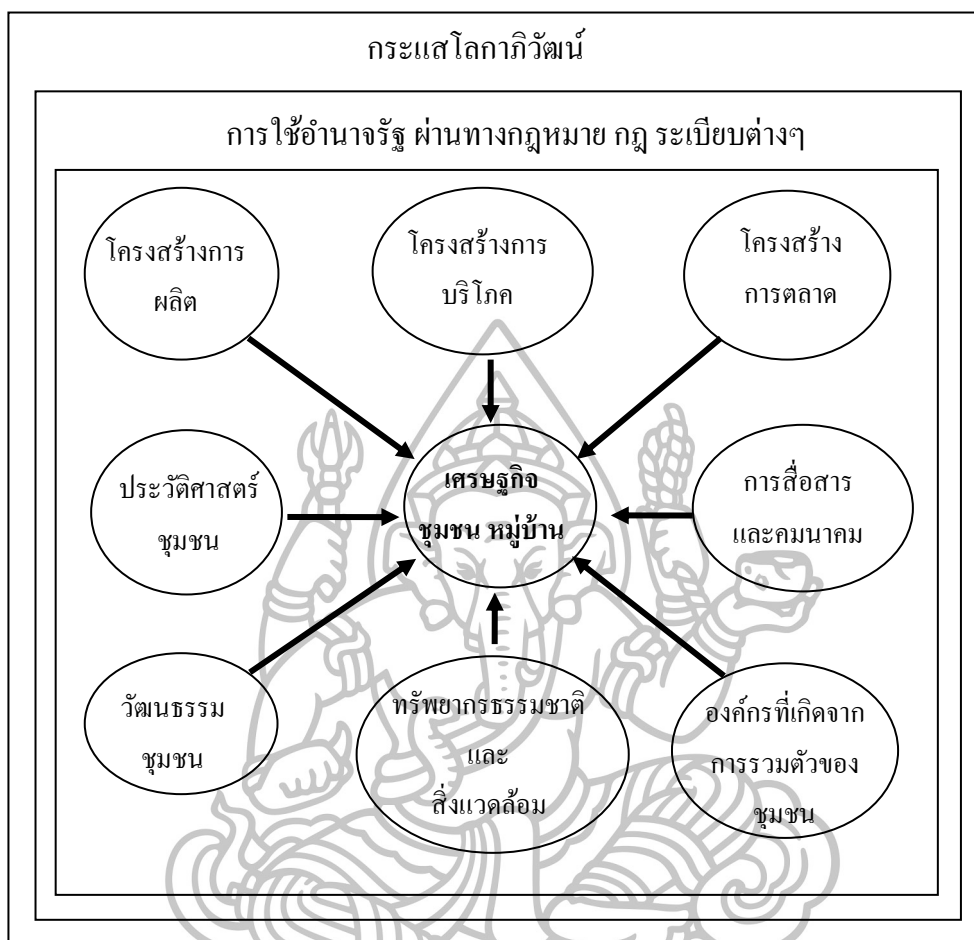 กระแสโลกาภิวัฒน์
การใช้อำนาจรัฐ ผ่านทางกฎหมาย กฎ ระเบียบต่างๆ
โครงสร้างการ
ผลิต
โครงสร้างการ
บริโภค
โครงสร้าง
การตลาด
ประวัติศาสตร์
ชุมชน
เศรษฐกิจ
ชุมชน หมู่บ้าน
การสื่อสาร
และคมนาคม
วัฒนธรรม
ชุมชน
ทรัพยากรธรรมชาติ
และ
สิ่งแวดล้อม
องค์กรที่เกิดจาก
การรวมตัวของ
ชุมชน